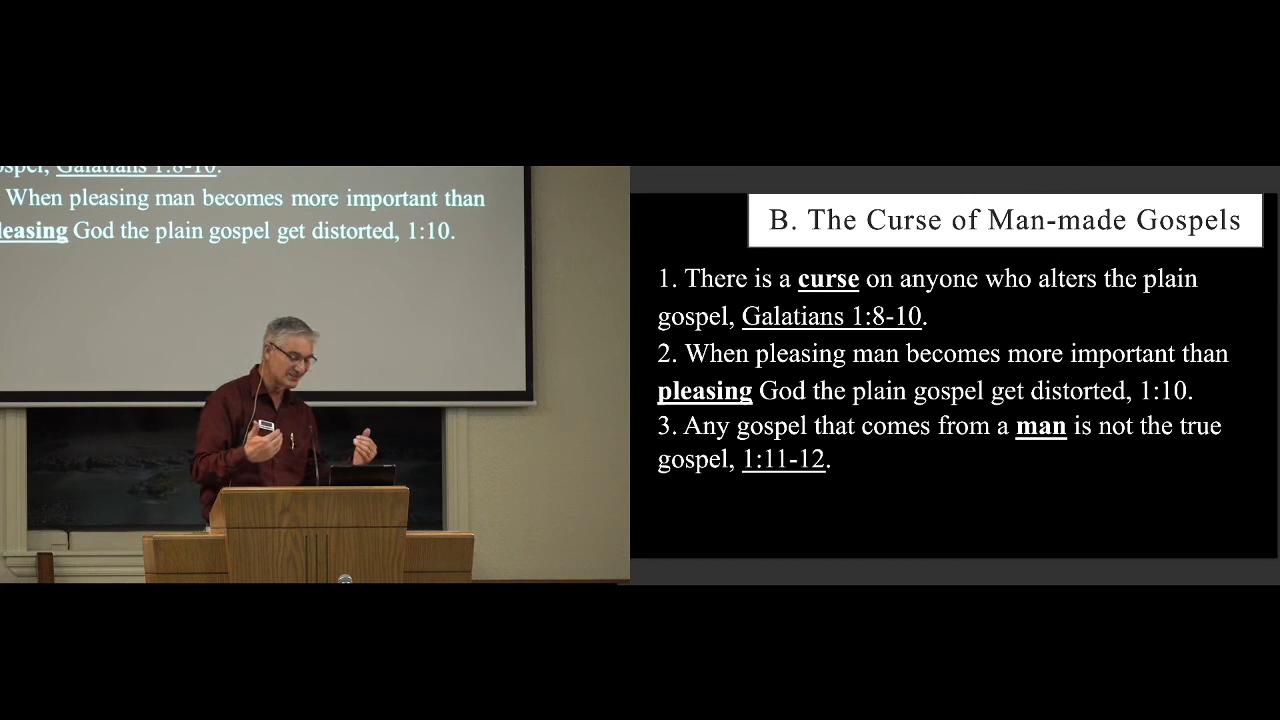 ospel, Galatians 1:8-10.
When pleasing man becomes more important than
leasing God the plain gospel get distorted, 1:10.
B. The Curse of Man-made Gospels
1. There is a curse on anyone who alters the plain
gospel, Galatians 1:8-10.
2. When pleasing man becomes more important than
pleasing God the plain gospel get distorted, 1:10.
3. Any gospel that comes from a man is not the true
gospel, 1:11-12.